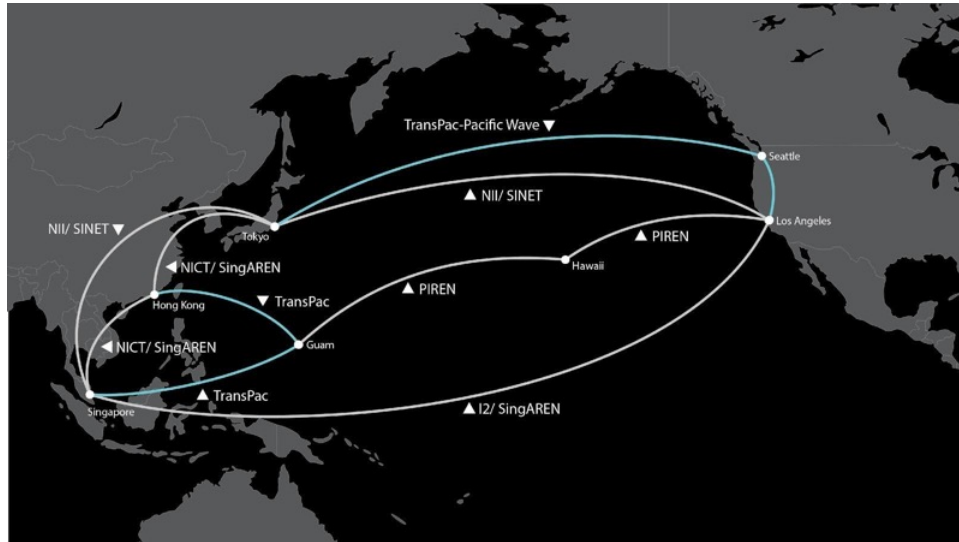 TransPac-Pacific Wave ▼
Seattle
▲ NII/ SINET
Los Angeles
NII/ SINET ▼
Tokyo
▲ PIREN
◀ NICT/ SingAREN
Hawaii
▲ PIREN
▼ TransPac
Hong Kong
Guam
◀ NICT/ SingAREN
▲ TransPac
Singapore
▲ I2/ SingAREN